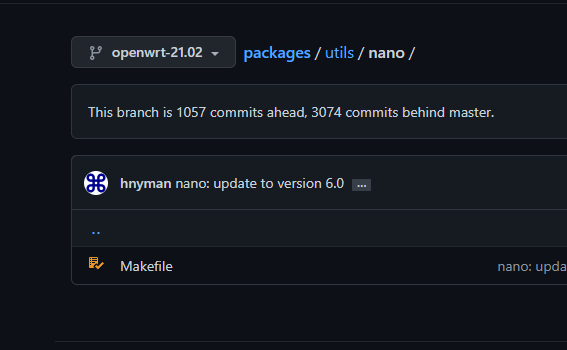 openwrt-21.02 packages / utils / nano /
This branch is 1057 commits ahead, 3074 commits behind master.
hnyman nano: update to version 6.0 ...
..
Makefile nano: upda